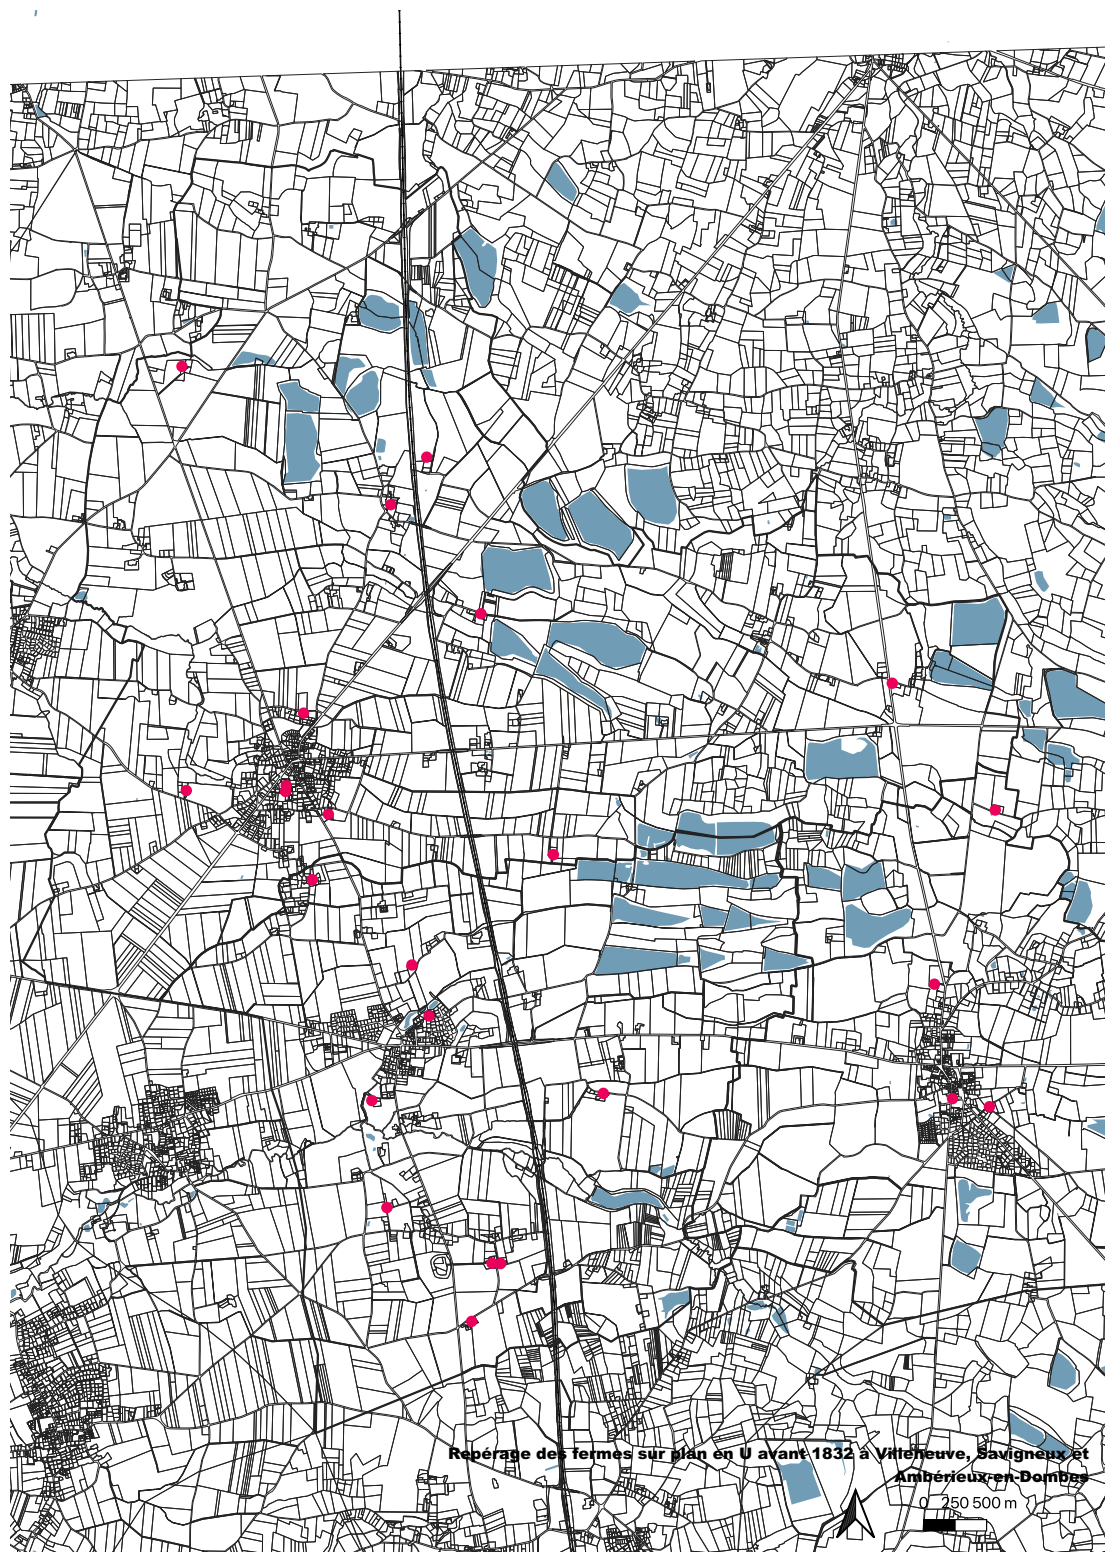 Repérage des fermes sur plan en U avant 1832 à Villeneuve, Savigneux et
Ambérieux-en-Dombes
0 250 500 m